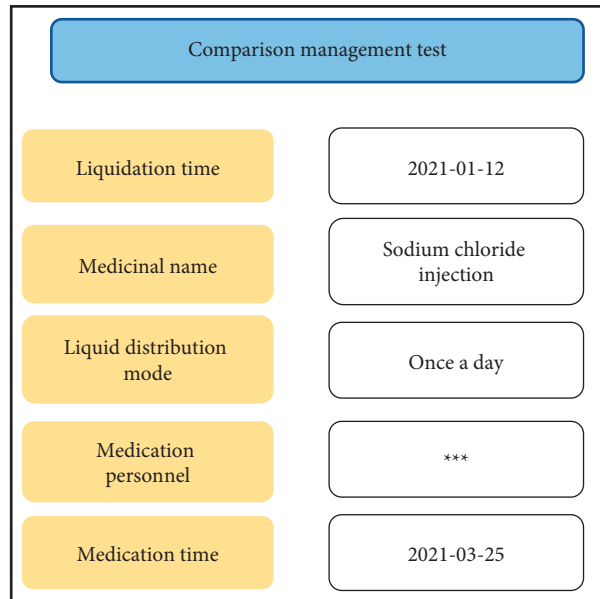 Comparison management test
Liquidation time
2021-01-12
Medicinal name
Sodium chloride
injection
Liquid distribution
mode
Once a day
Medication
personnel
***
Medication time
2021-03-25